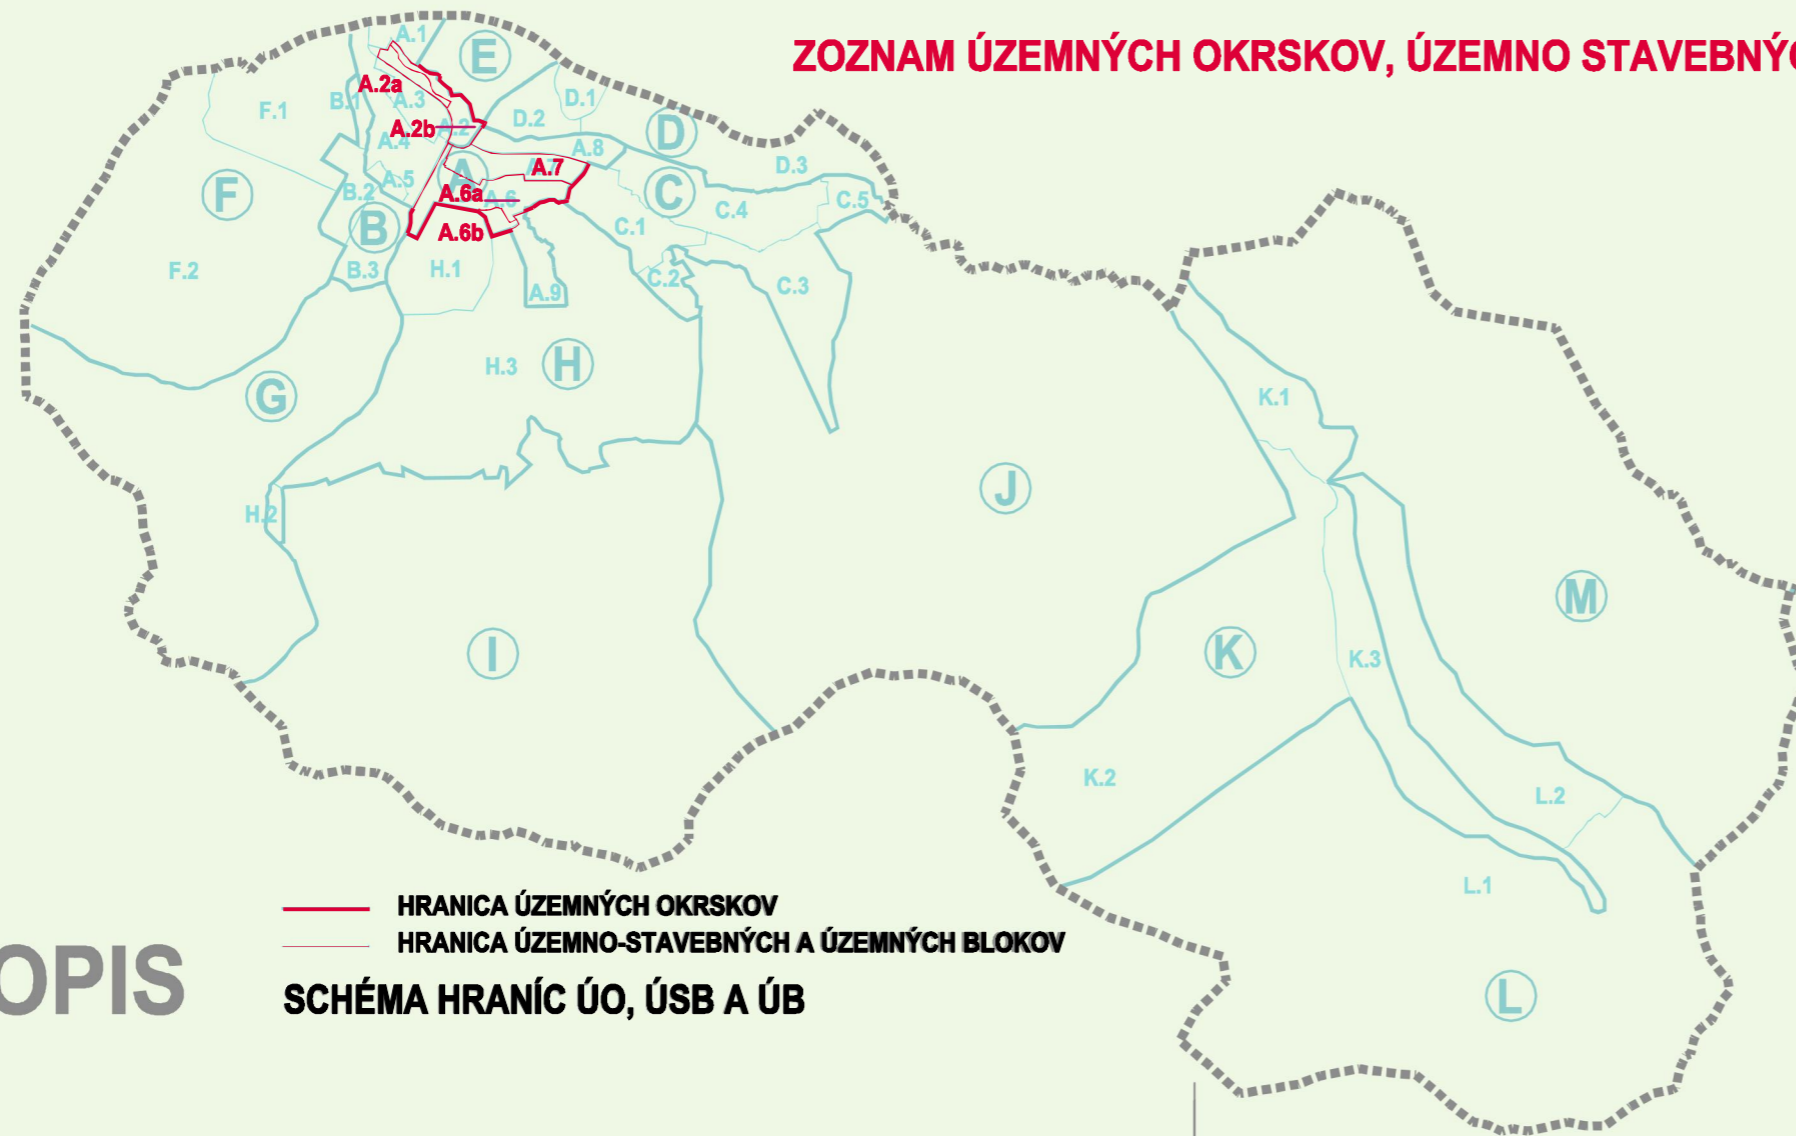 ZOZNAM ÚZEMNÝCH OKRSKOV, ÚZEMNO STAVEBNÝC
A.1
E
A.2a
A.3
B.1
F.1
D.1
D.2
A.2
A.2b
D
A.4
A.8
A.7
A
D.3
A.5
B.2
F
C
A.6a
A.6
C.4
C.5
B
A.6b
C.1
F.2
B.3
H.1
C.2
C.3
A.9
H.3
H
G
K.1
J
H.2
M
I
K
K.3
K.2
L.2
L.1
HRANICA ÚZEMNÝCH OKRSKOV
HRANICA ÚZEMNO-STAVEBNÝCH A ÚZEMNÝCH BLOKOV
OPIS
SCHÉMA HRANÍC ÚO, ÚSB A ÚB
L